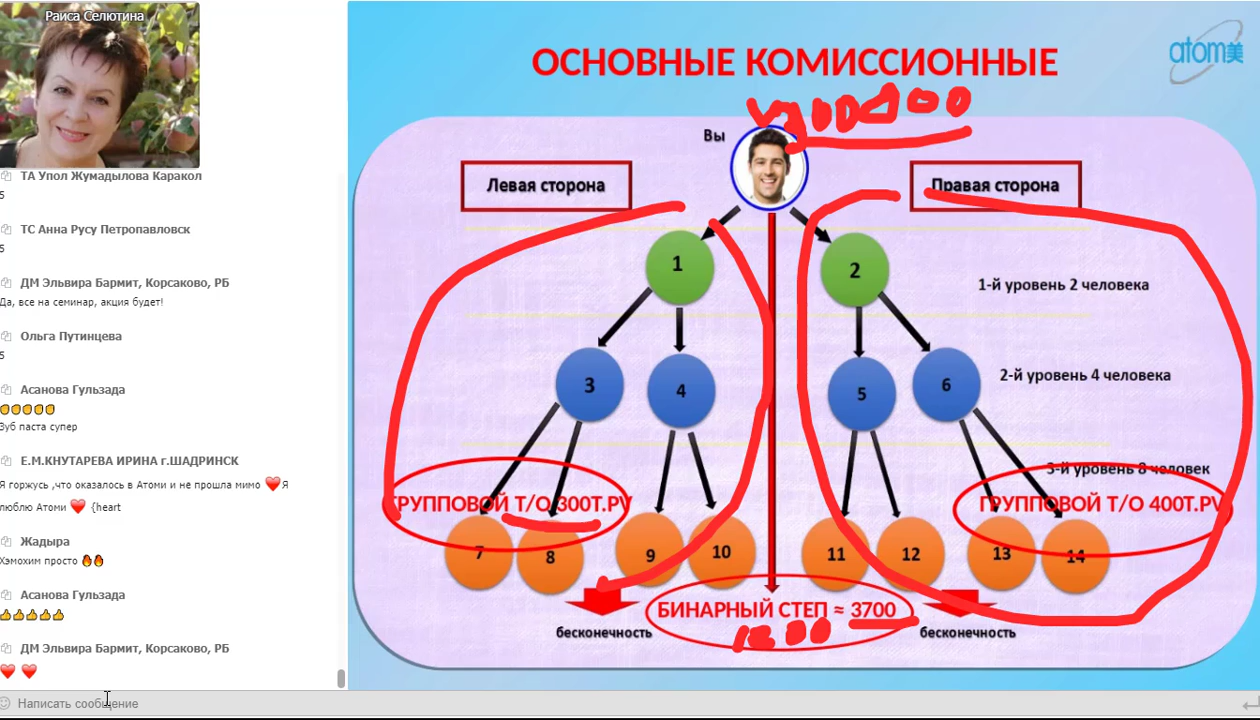 Раиса Селютина
ТА Упол Жумадылова Каракол
5
ТС Анна Русу Петропавловск
5
ДМ Эльвира Бармит, Корсаково, РБ
Да, все на семинар, акция будет!
Ольга Путинцева
5
Асанова Гульзада
👏👏👏👏👏
Зуб паста супер
Е.М.КНУТАРЕВА ИРИНА г.ШАДРИНСК
Я горжусь ,что оказалось в Атоми и не прошла мимо ❤️Я
люблю Атоми ❤️ {heart
Жадыра
Хэмохим просто 🔥🔥
Асанова Гульзада
👍👍👍👍👍
ДМ Эльвира Бармит, Корсаково, РБ
❤️ ❤️
Написать сообщение
ОСНОВНЫЕ КОМИССИОННЫЕ
atom美
Вы
Левая сторона
Правая сторона
1
2
1-й уровень 2 человека
3
4
5
6
2-й уровень 4 человека
3-й уровень 8 человек
ГРУППОВОЙ Т/О 300Т.PV
ГРУППОВОЙ Т/О 400Т.PV
7
8
9
10
11
12
13
14
БИНАРНЫЙ СТЕП ≈ 3700
бесконечность
бесконечность